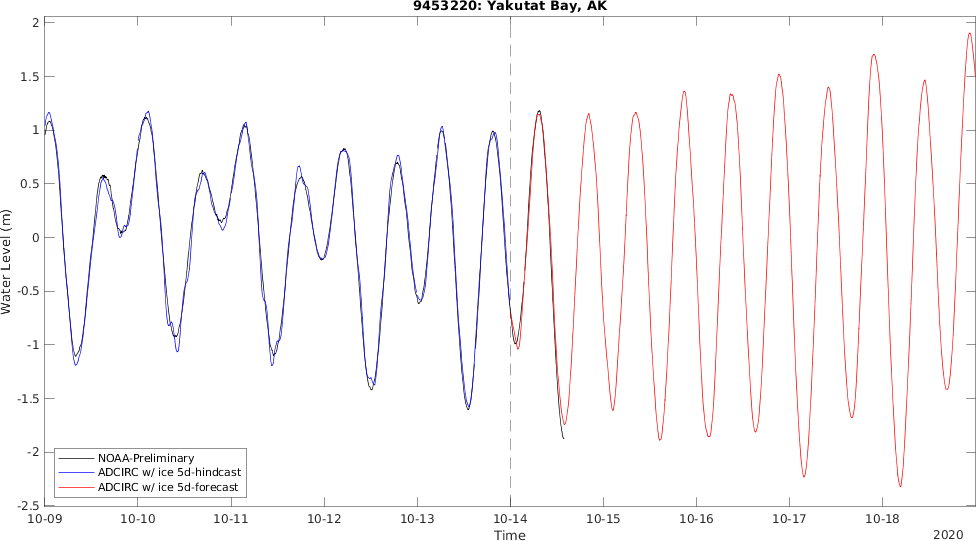 9453220: Yakutat Bay, AK
2
1.5
1
0.5
0
-0.5
-1
-1.5
-2
-2.5
Water Level (m)
NOAA-Preliminary
ADCIRC w/ ice 5d-hindcast
ADCIRC w/ ice 5d-forecast
10-09 10-10 10-11 10-12 10-13 10-14 10-15 10-16 10-17 10-18
Time
2020